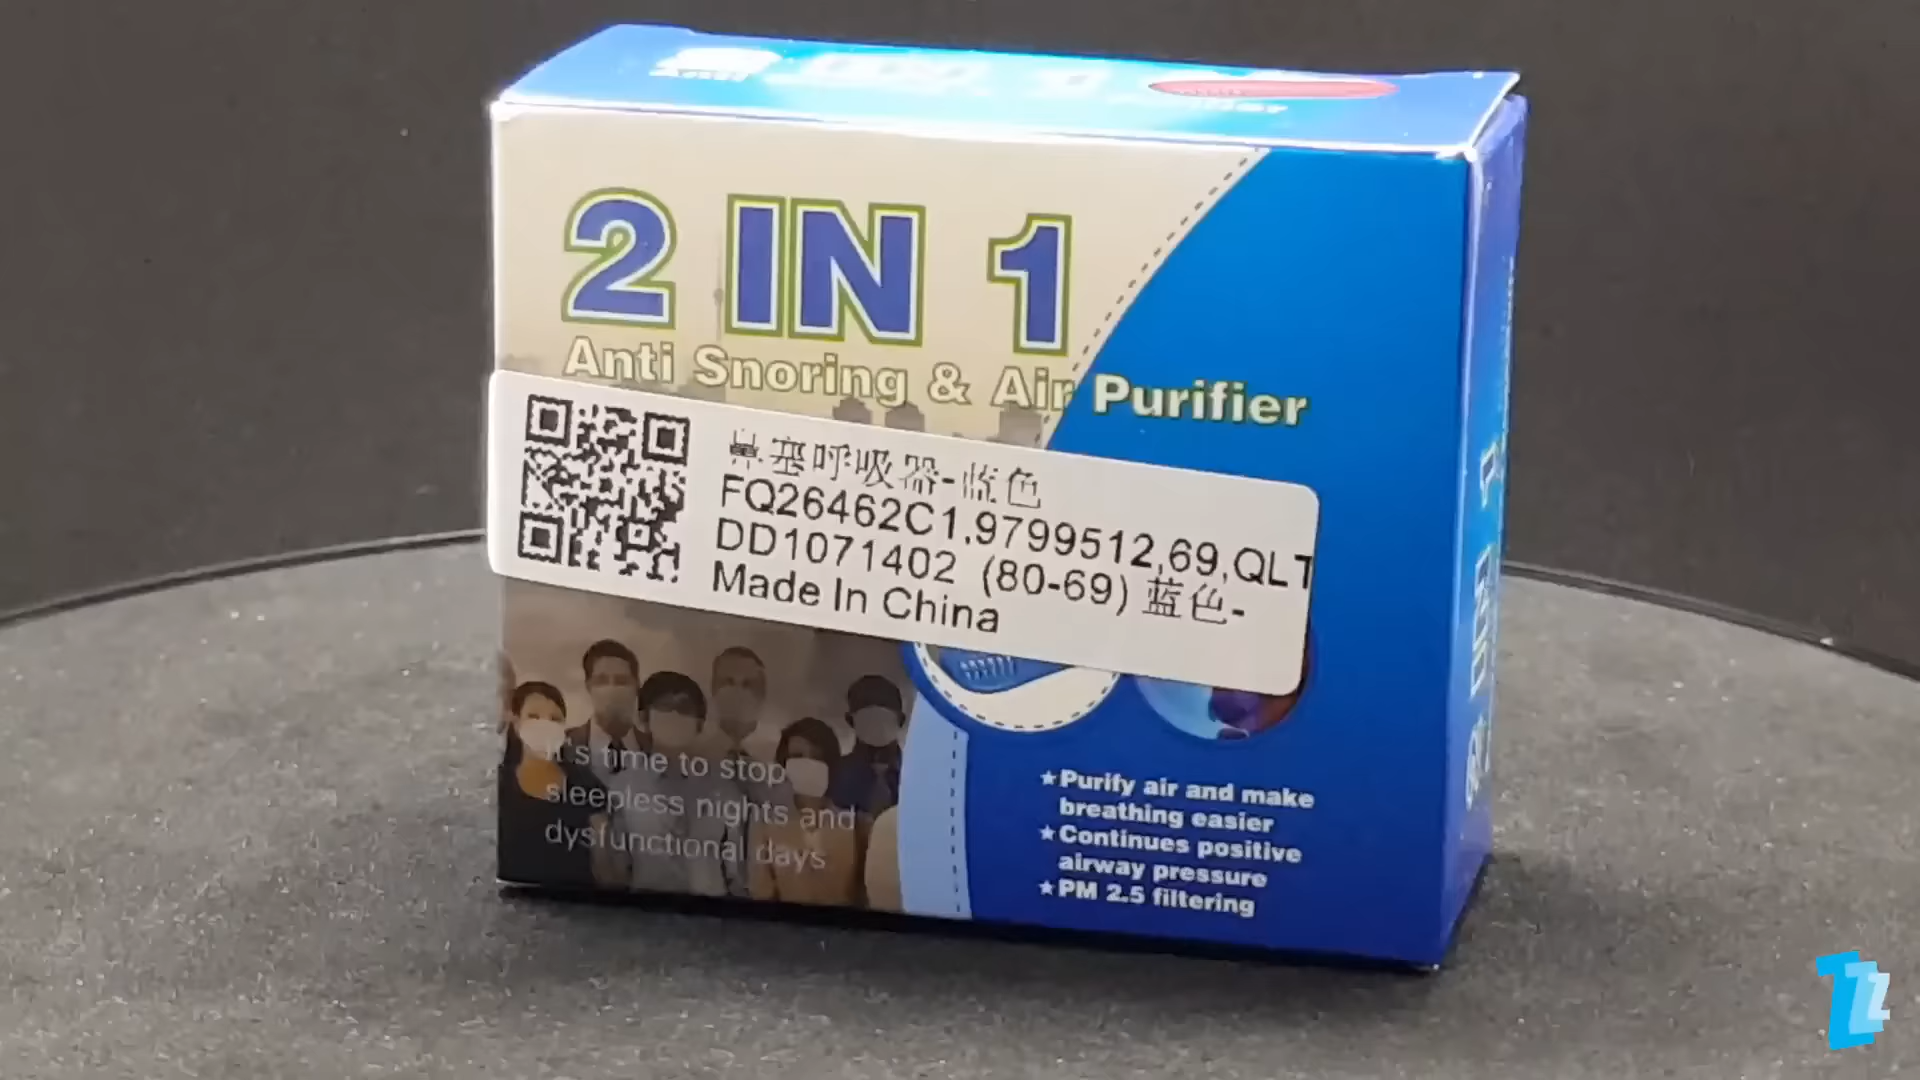 2 IN 1
Anti Snoring & Air Purifier
鼻塞呼吸器-蓝色
FQ26462C1,9799512,69,QLT
DD1071402 (80-69) 蓝色-
Made In China
It's time to stop
sleepless nights and
dysfunctional days
★Purify air and make
breathing easier
★Continues positive
airway pressure
★PM 2.5 filtering